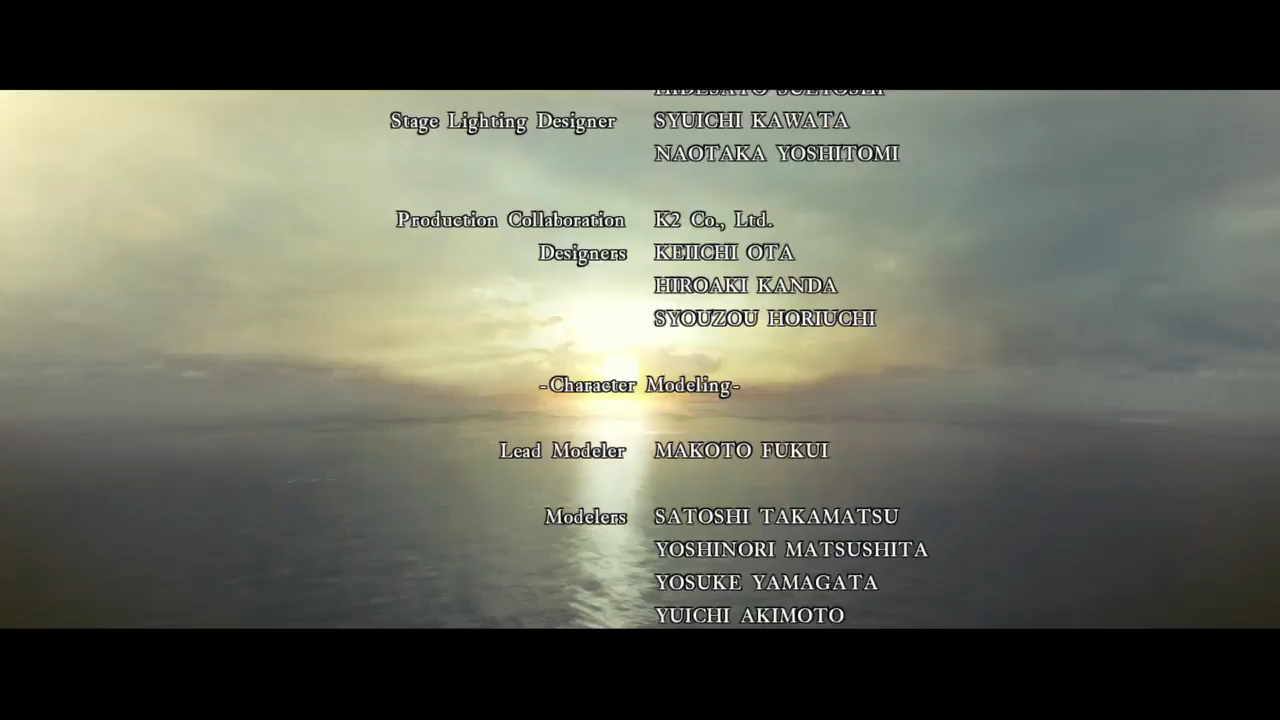 Stage Lighting Designer SYUICHI KAWATA
NAOTAKA YOSHITOMI
Production Collaboration K2 Co., Ltd.
Designers KEIICHI OTA
HIROAKI KANDA
SYOUZOU HORIUCHI
-Character Modeling-
Lead Modeler MAKOTO FUKUI
Modelers SATOSHI TAKAMATSU
YOSHINORI MATSUSHITA
YOSUKE YAMAGATA
YUICHI AKIMOTO